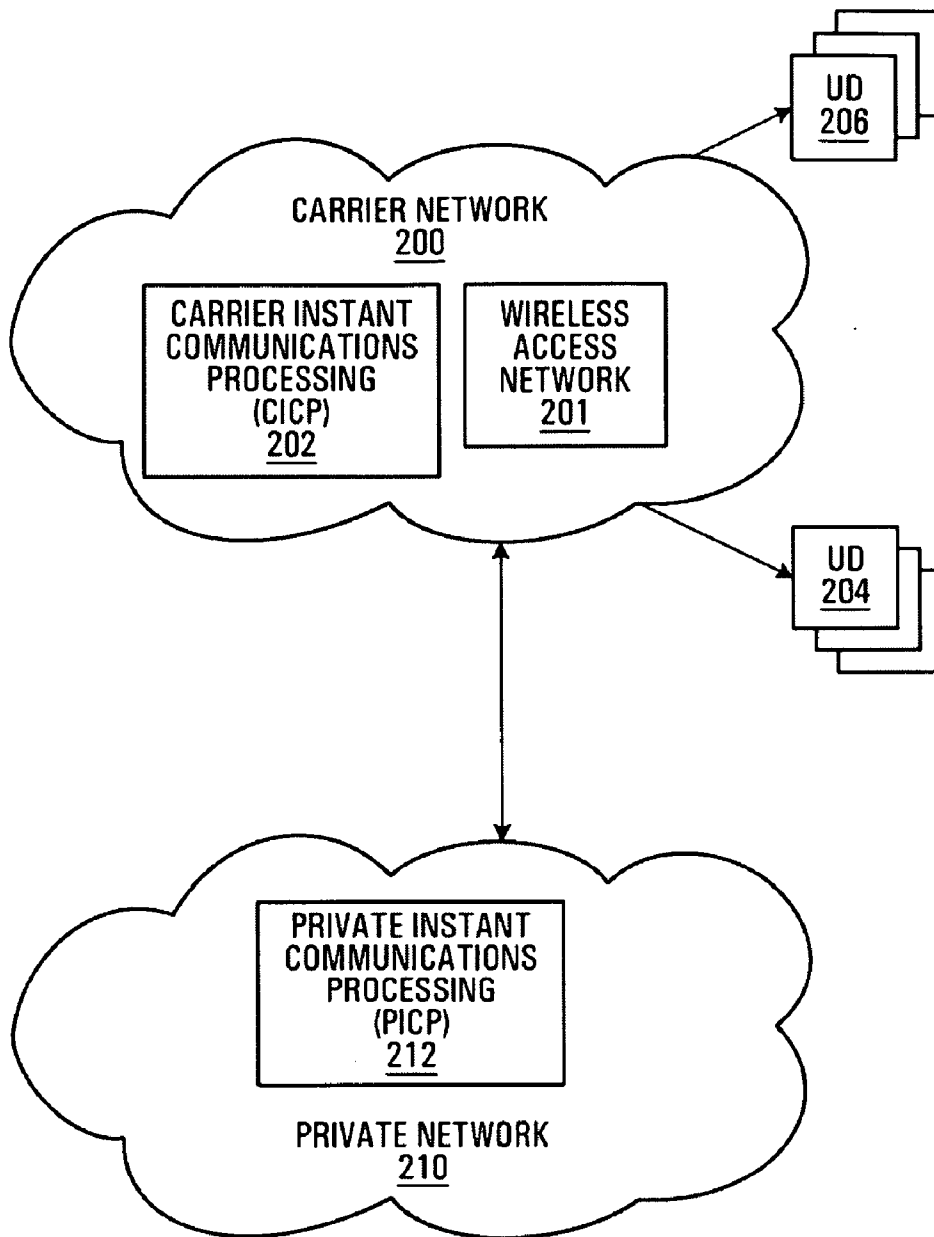 UD
206
CARRIER NETWORK
200
CARRIER INSTANT
COMMUNICATIONS
PROCESSING
(CICP)
202
WIRELESS
ACCESS
NETWORK
201
UD
204
PRIVATE INSTANT
COMMUNICATIONS
PROCESSING
(PICP)
212
PRIVATE NETWORK
210